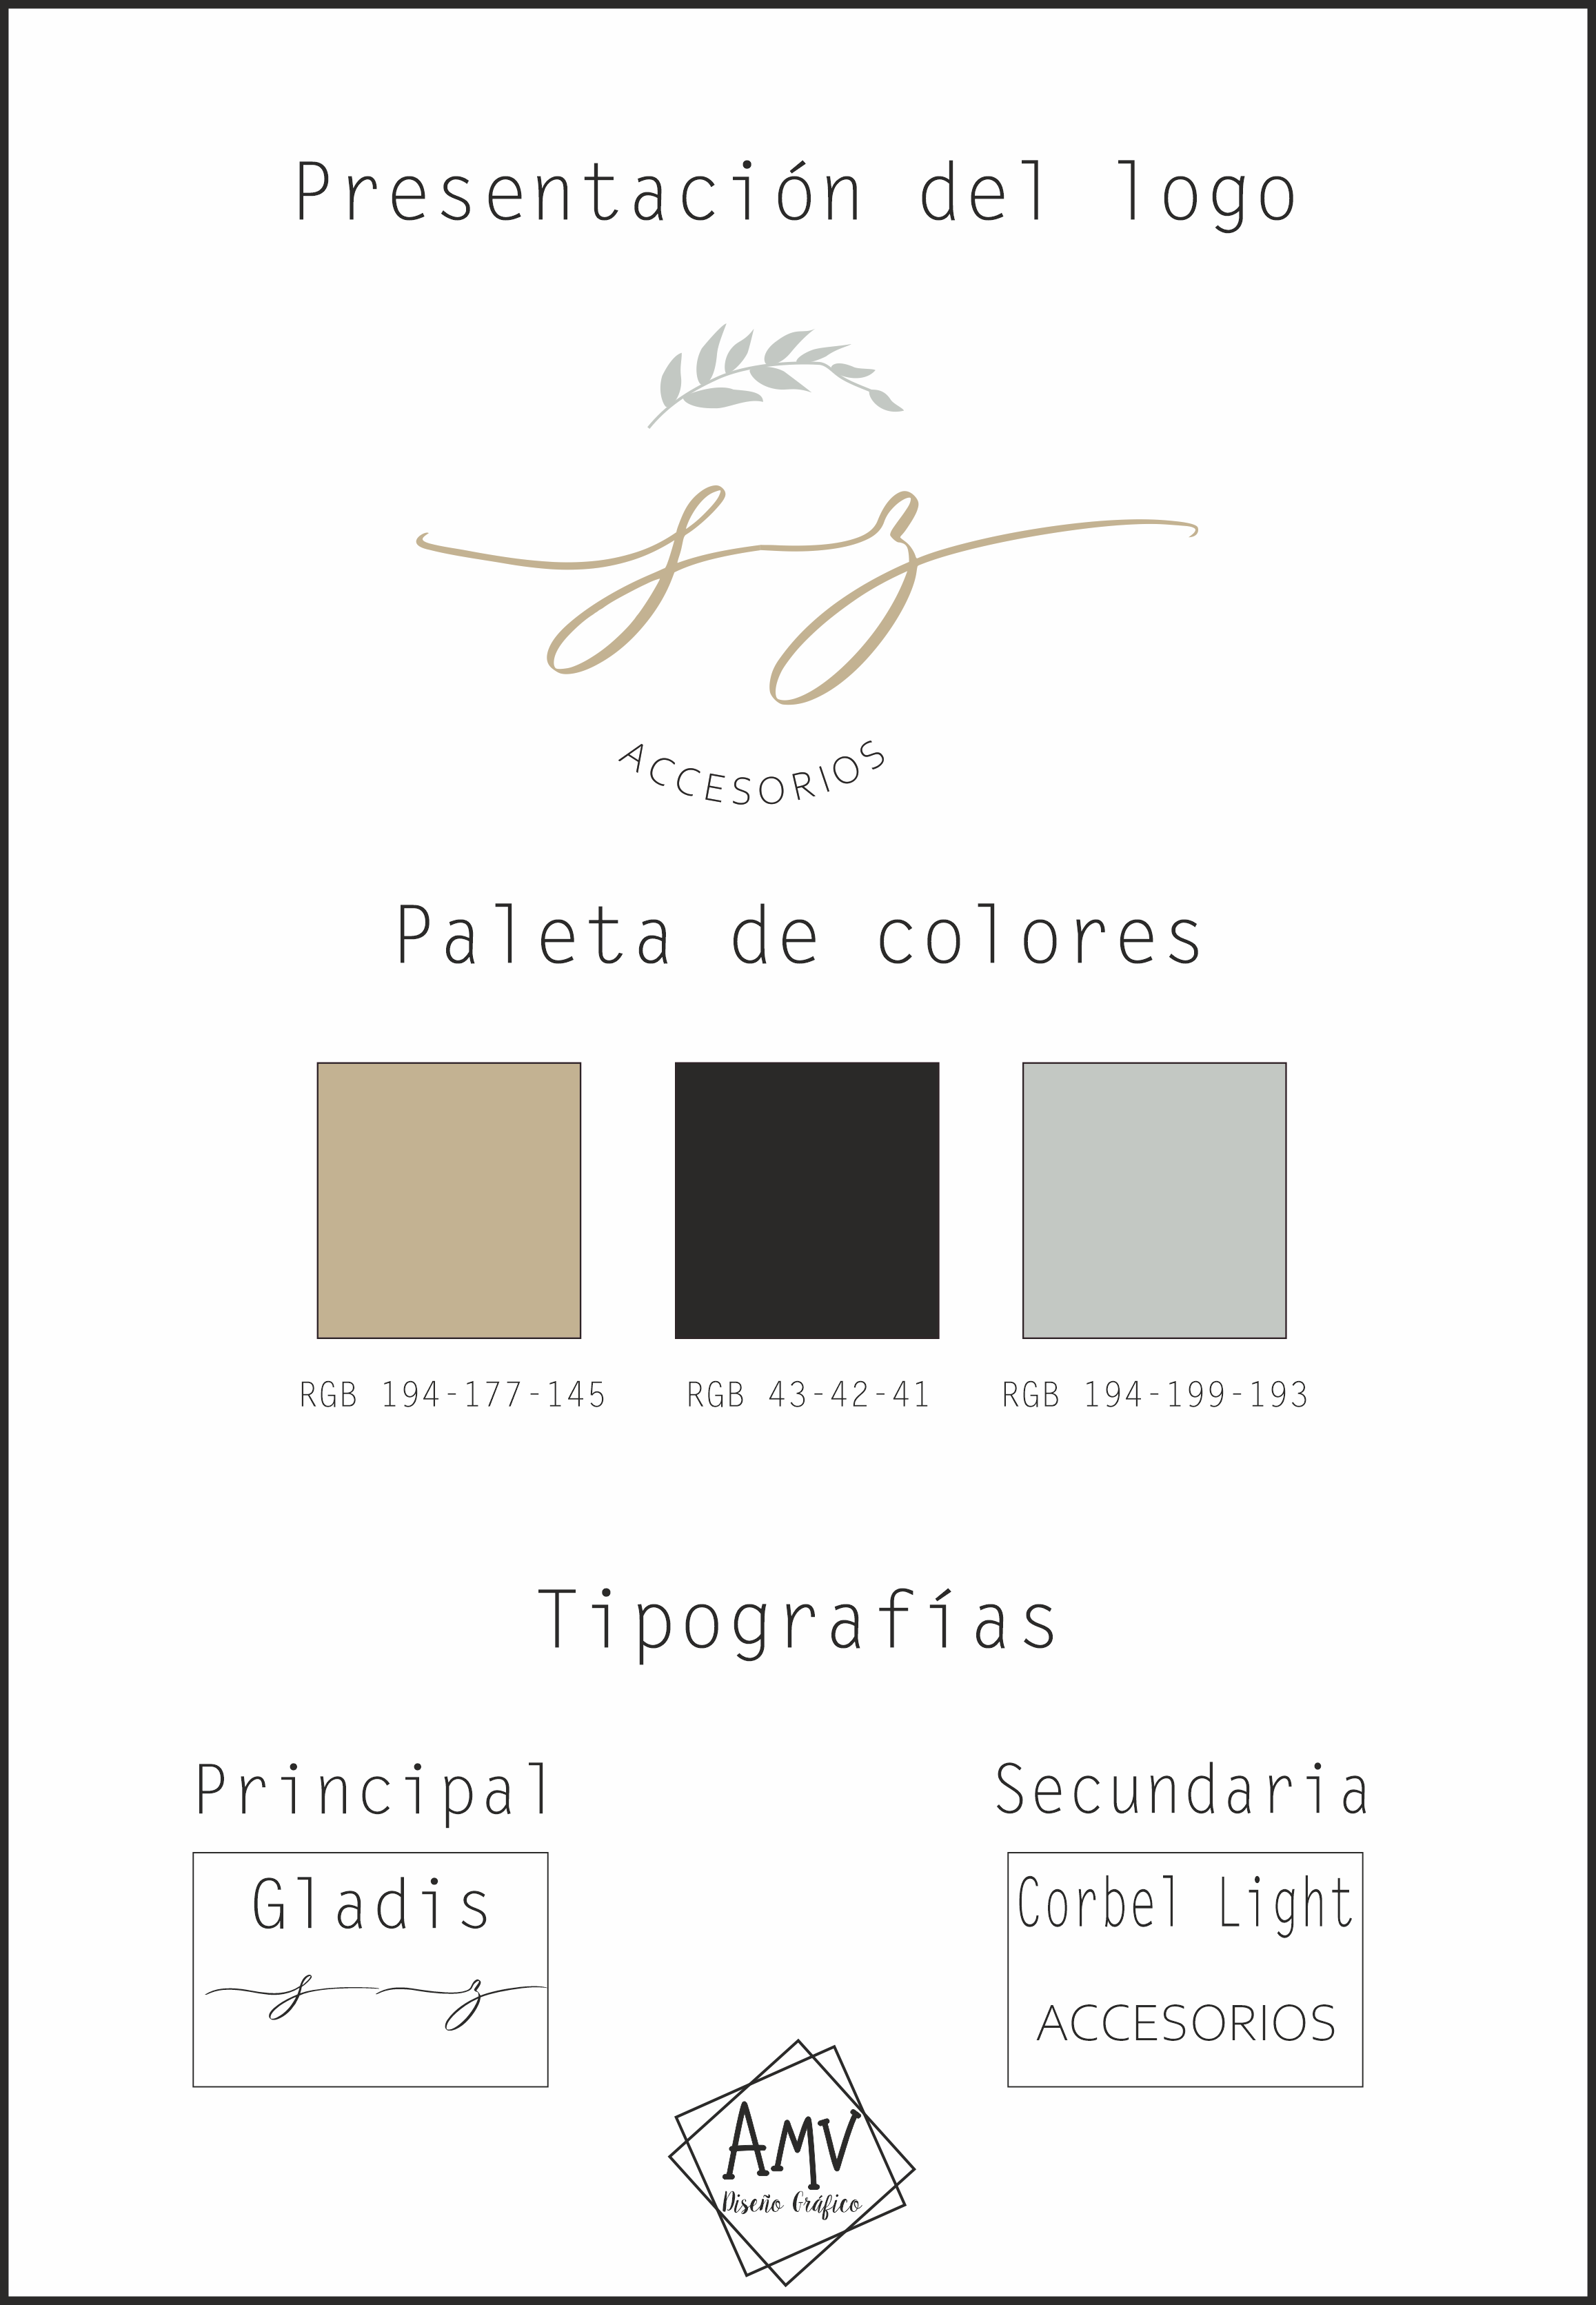 Presentación del logo
sz
ACCESORIOS
Paleta de colores
RGB 194-177-145
RGB 43-42-41
RGB 194-199-193
Tipografías
Principal
Secundaria
Gladis
s z
Corbel Light
ACCESORIOS
AMV
Diseño Gráfico